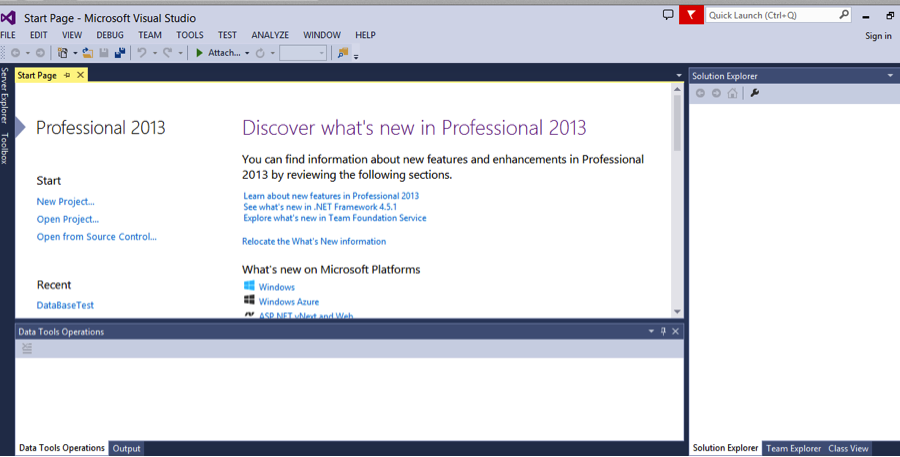 Start Page - Microsoft Visual Studio
Quick Launch (Ctrl+Q)
FILE EDIT VIEW DEBUG TEAM TOOLS TEST ANALYZE WINDOW HELP
Sign in
Attach...
Server Explorer
Toolbox
Start Page
Professional 2013
Start
New Project...
Open Project...
Open from Source Control...
Recent
DataBaseTest
Discover what's new in Professional 2013
You can find information about new features and enhancements in Professional
2013 by reviewing the following sections.
Learn about new features in Professional 2013
See what's new in .NET Framework 4.5.1
Explore what's new in Team Foundation Service
Relocate the What's New information
What's new on Microsoft Platforms
Windows
Windows Azure
ASP.NET vNext and Web
Solution Explorer
Data Tools Operations
Data Tools Operations Output
Solution Explorer Team Explorer Class View